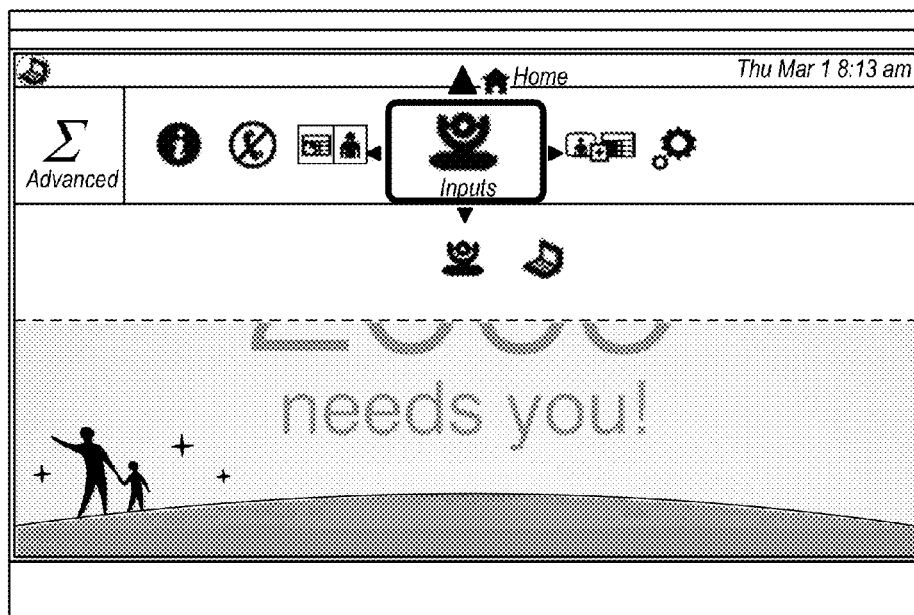 Home
Thu Mar 1 8:13 am
Σ
Advanced
Inputs
needs you!